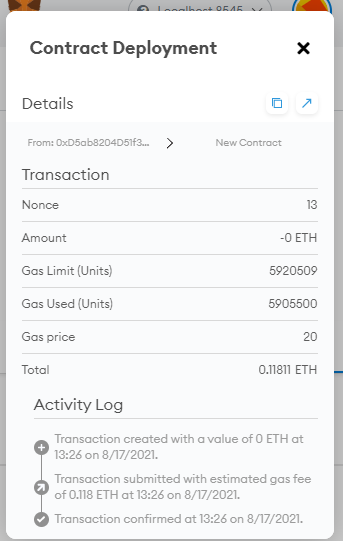 Localhost 8545
Contract Deployment
Details
From: 0xD5ab8204D51f3... New Contract
Transaction
Nonce 13
Amount -0 ETH
Gas Limit (Units) 5920509
Gas Used (Units) 5905500
Gas price 20
Total 0.11811 ETH
Activity Log
Transaction created with a value of 0 ETH at
13:26 on 8/17/2021.
Transaction submitted with estimated gas fee
of 0.118 ETH at 13:26 on 8/17/2021.
Transaction confirmed at 13:26 on 8/17/2021.